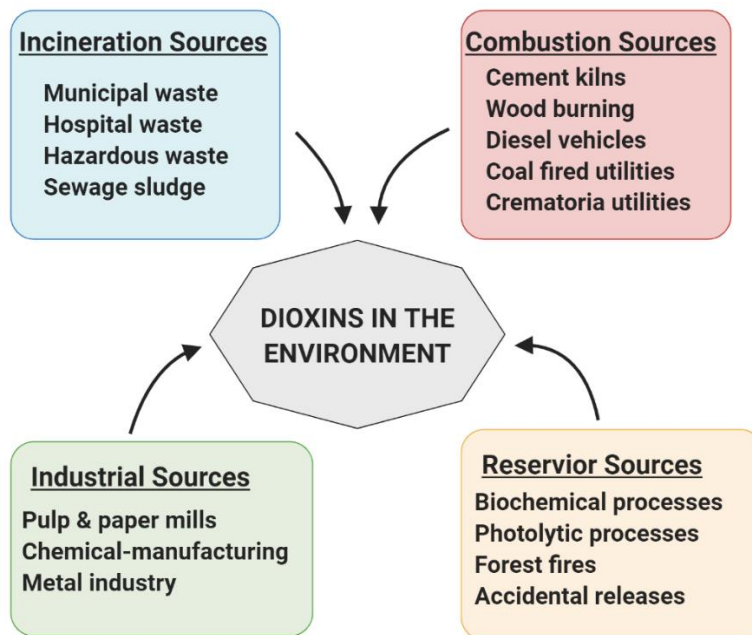 Incineration Sources
Municipal waste
Hospital waste
Hazardous waste
Sewage sludge
Combustion Sources
Cement kilns
Wood burning
Diesel vehicles
Coal fired utilities
Crematoria utilities
DIOXINS IN THE
ENVIRONMENT
Industrial Sources
Pulp & paper mills
Chemical-manufacturing
Metal industry
Reservior Sources
Biochemical processes
Photolytic processes
Forest fires
Accidental releases